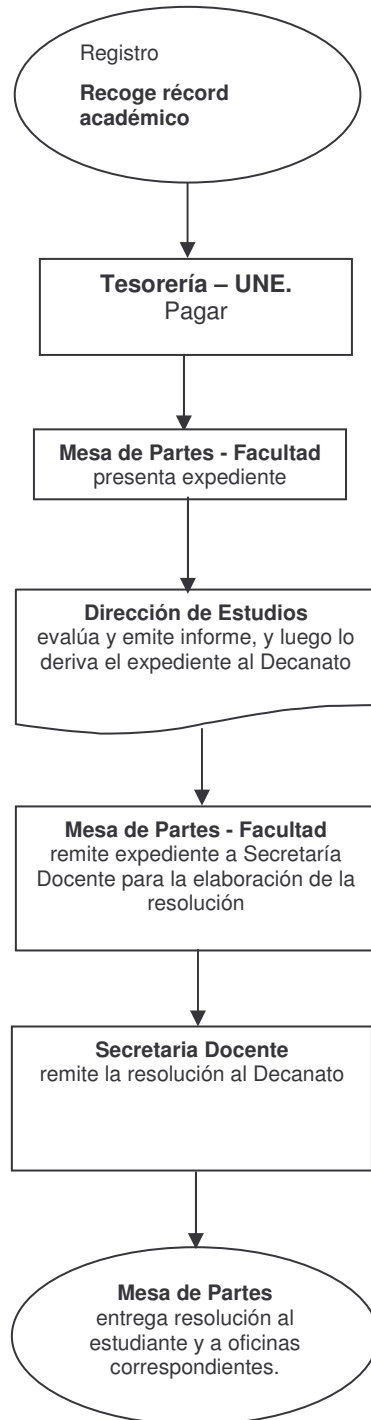 Registro
Recoge récord
académico
Tesorería – UNE.
Pagar
Mesa de Partes - Facultad
presenta expediente
Dirección de Estudios
evalúa y emite informe, y luego lo
deriva el expediente al Decanato
Mesa de Partes - Facultad
remite expediente a Secretaría
Docente para la elaboración de la
resolución
Secretaria Docente
remite la resolución al Decanato
Mesa de Partes
entrega resolución al
estudiante y a oficinas
correspondientes.